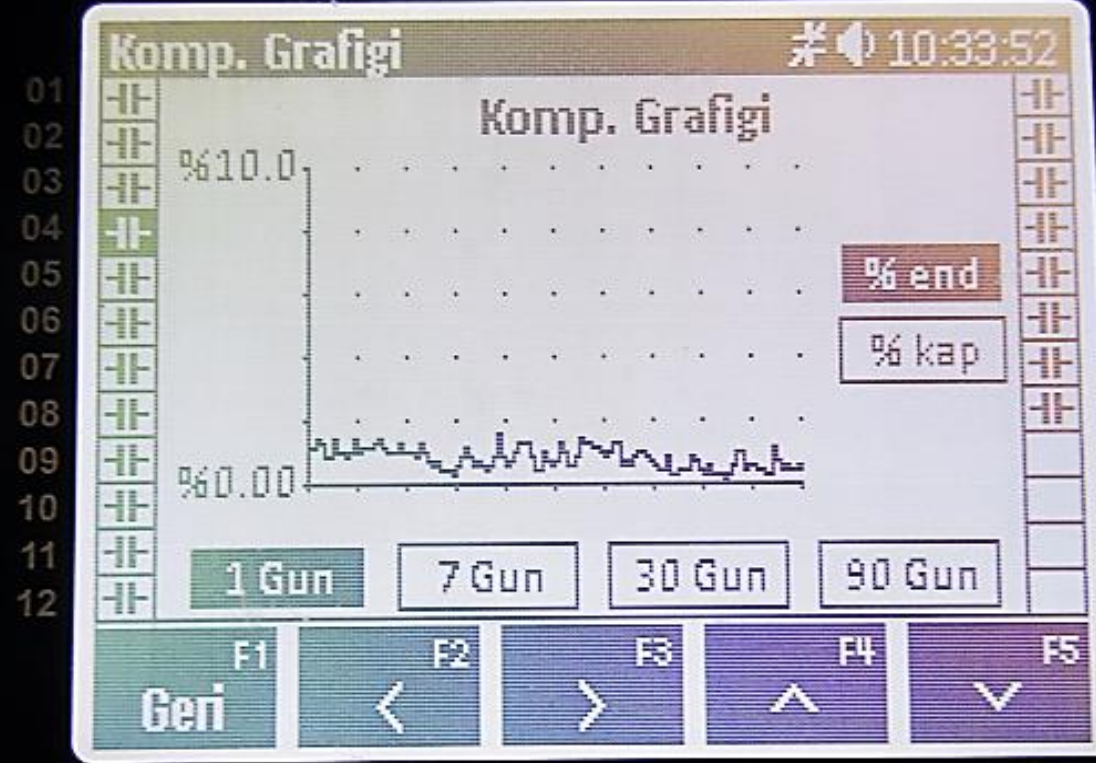 Komp. Grafigi 10:33:52
Komp. Grafigi
%10.0
%0.00
% end
% kap
1 Gun 7 Gun 30 Gun 90 Gun
F1 F2 F3 F4 F5
Geri < > ^ v
01
02
03
04
05
06
07
08
09
10
11
12